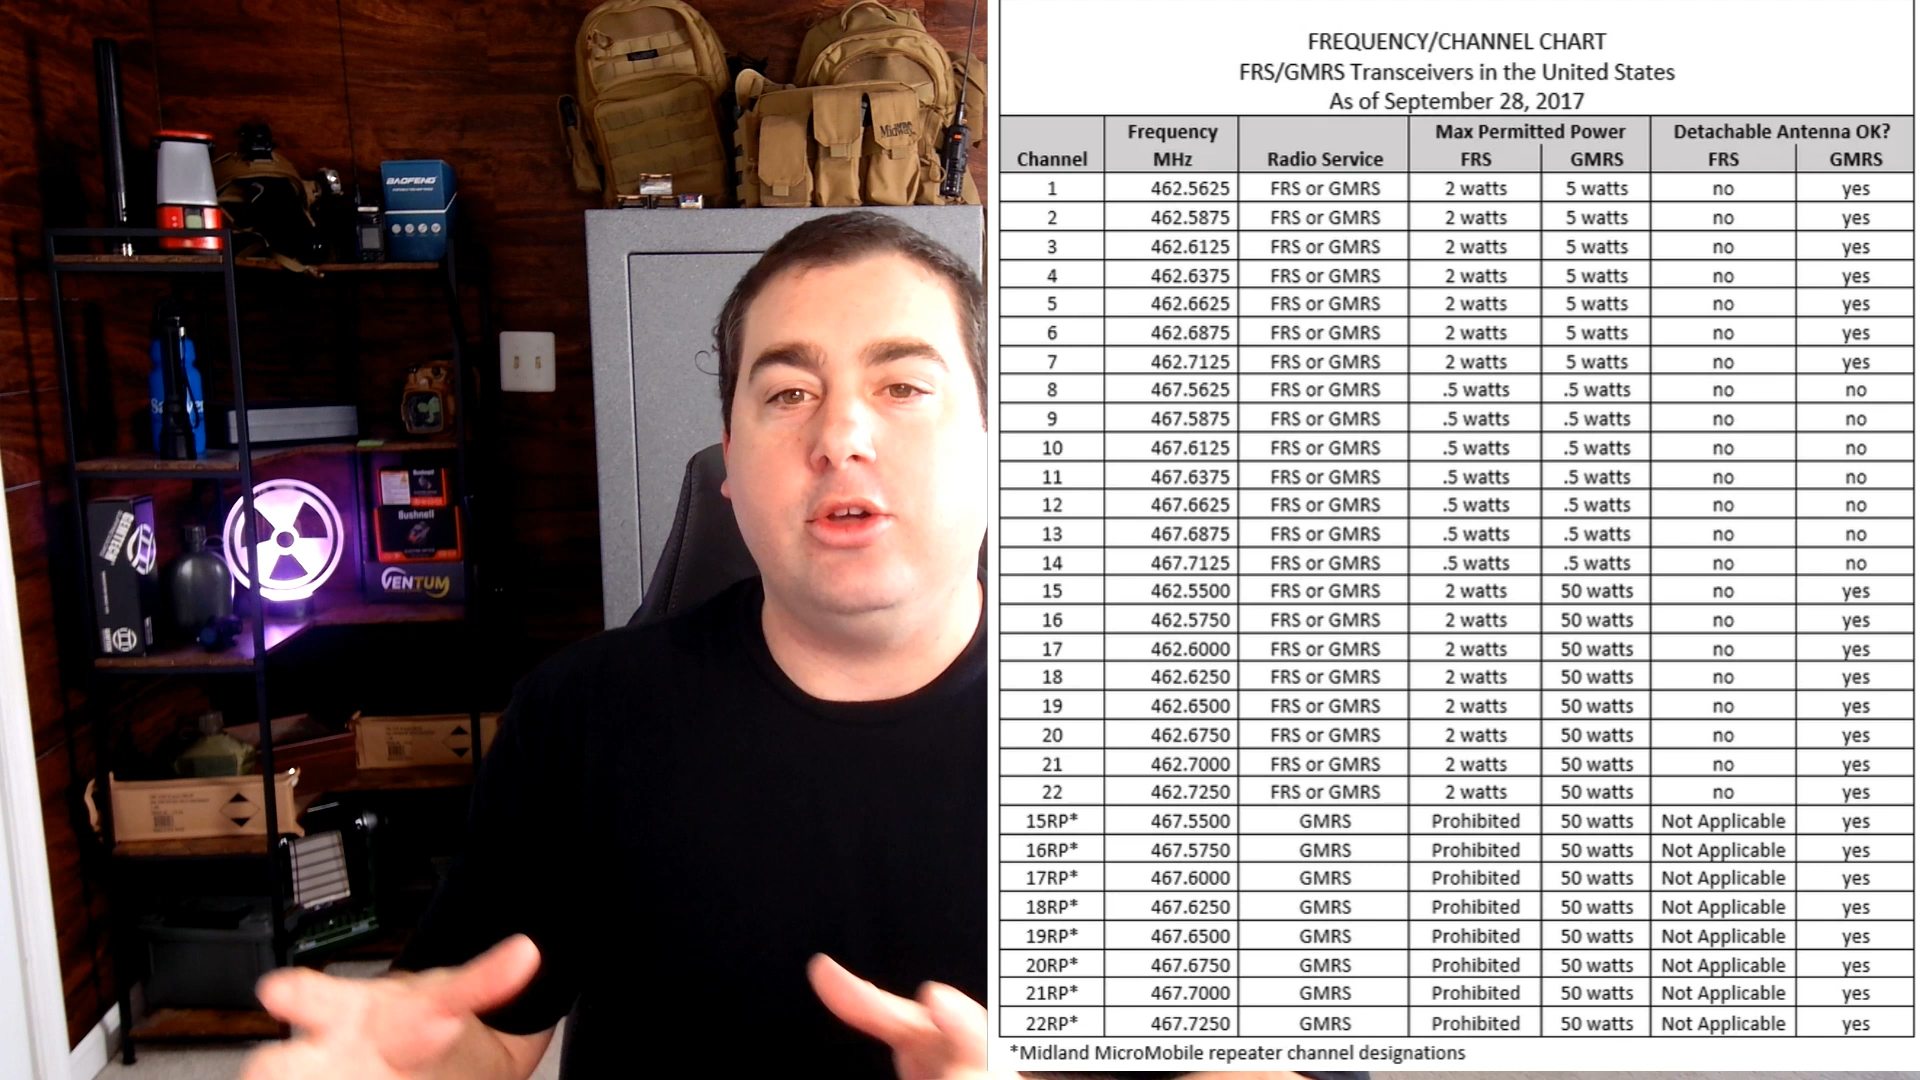 BAOFENG
Midway
Bushnell
Bushnell
VENTUM
FREQUENCY/CHANNEL CHART
FRS/GMRS Transceivers in the United States
As of September 28, 2017
Frequency Max Permitted Power Detachable Antenna OK?
Channel MHz Radio Service FRS GMRS FRS GMRS
1 462.5625 FRS or GMRS 2 watts 5 watts no yes
2 462.5875 FRS or GMRS 2 watts 5 watts no yes
3 462.6125 FRS or GMRS 2 watts 5 watts no yes
4 462.6375 FRS or GMRS 2 watts 5 watts no yes
5 462.6625 FRS or GMRS 2 watts 5 watts no yes
6 462.6875 FRS or GMRS 2 watts 5 watts no yes
7 462.7125 FRS or GMRS 2 watts 5 watts no yes
8 467.5625 FRS or GMRS .5 watts .5 watts no no
9 467.5875 FRS or GMRS .5 watts .5 watts no no
10 467.6125 FRS or GMRS .5 watts .5 watts no no
11 467.6375 FRS or GMRS .5 watts .5 watts no no
12 467.6625 FRS or GMRS .5 watts .5 watts no no
13 467.6875 FRS or GMRS .5 watts .5 watts no no
14 467.7125 FRS or GMRS .5 watts .5 watts no no
15 462.5500 FRS or GMRS 2 watts 50 watts no yes
16 462.5750 FRS or GMRS 2 watts 50 watts no yes
17 462.6000 FRS or GMRS 2 watts 50 watts no yes
18 462.6250 FRS or GMRS 2 watts 50 watts no yes
19 462.6500 FRS or GMRS 2 watts 50 watts no yes
20 462.6750 FRS or GMRS 2 watts 50 watts no yes
21 462.7000 FRS or GMRS 2 watts 50 watts no yes
22 462.7250 FRS or GMRS 2 watts 50 watts no yes
15RP* 467.5500 GMRS Prohibited 50 watts Not Applicable yes
16RP* 467.5750 GMRS Prohibited 50 watts Not Applicable yes
17RP* 467.6000 GMRS Prohibited 50 watts Not Applicable yes
18RP* 467.6250 GMRS Prohibited 50 watts Not Applicable yes
19RP* 467.6500 GMRS Prohibited 50 watts Not Applicable yes
20RP* 467.6750 GMRS Prohibited 50 watts Not Applicable yes
21RP* 467.7000 GMRS Prohibited 50 watts Not Applicable yes
22RP* 467.7250 GMRS Prohibited 50 watts Not Applicable yes
*Midland MicroMobile repeater channel designations